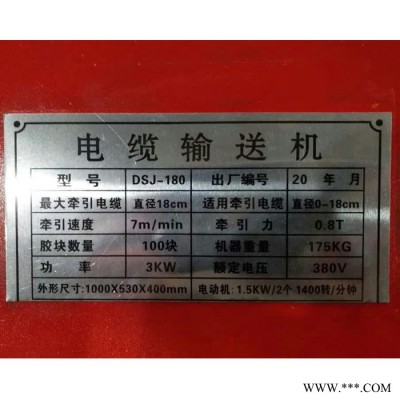 电缆输送机
型号 DSJ-180 出厂编号 20 年 月
最大牵引电缆 直径18cm 适用牵引电缆 直径0-18cm
牵引速度 7m/min 牵引力 0.8T
胶块数量 100块 机器重量 175KG
功率 3KW 额定电压 380V
外形尺寸:1000X530X400mm 电动机:1.5KW/2个 1400转/分钟
WWW.***.COM